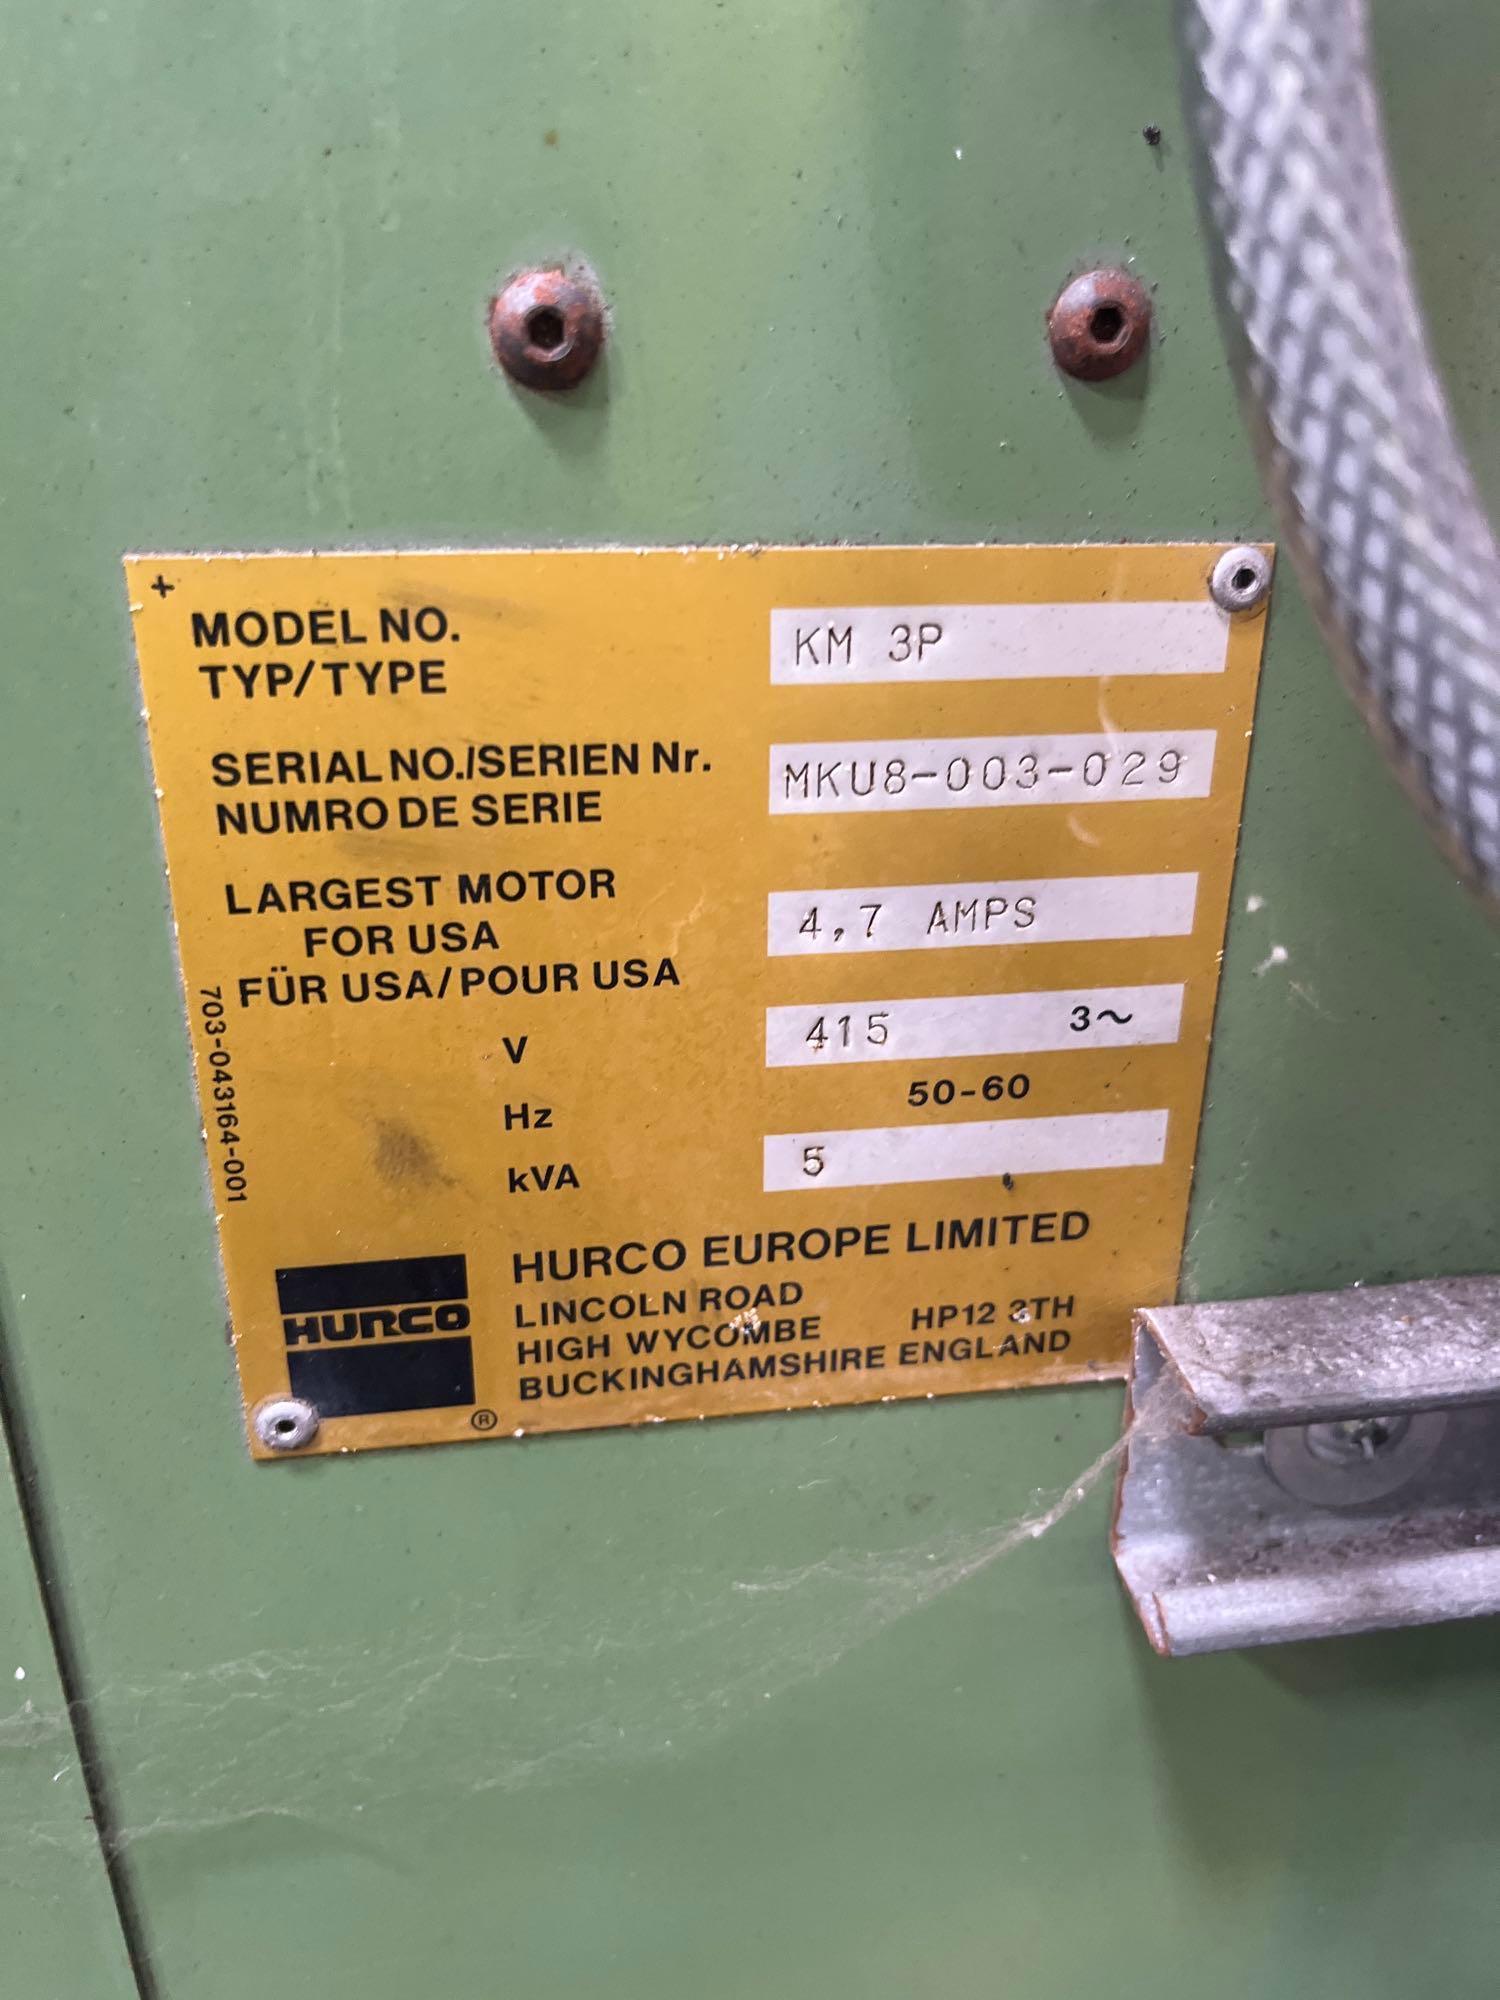 MODEL NO.
TYP/TYPE
KM 3P
SERIAL NO./SERIEN Nr.
NUMRO DE SERIE
MKU8-003-029
LARGEST MOTOR
FOR USA
FÜR USA/POUR USA
4,7 AMPS
V
415 3~
Hz
50-60
kVA
5
703-043164-001
HURCO
®
HURCO EUROPE LIMITED
LINCOLN ROAD
HIGH WYCOMBE HP12 3TH
BUCKINGHAMSHIRE ENGLAND